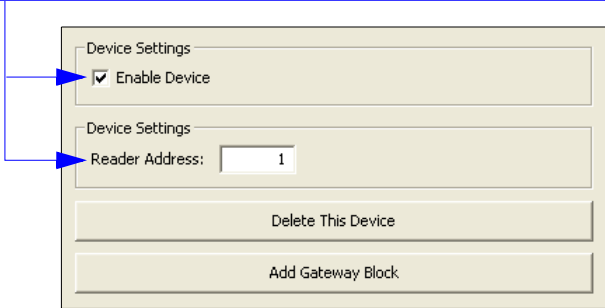 Device Settings
Enable Device
Device Settings
Reader Address: 1
Delete This Device
Add Gateway Block